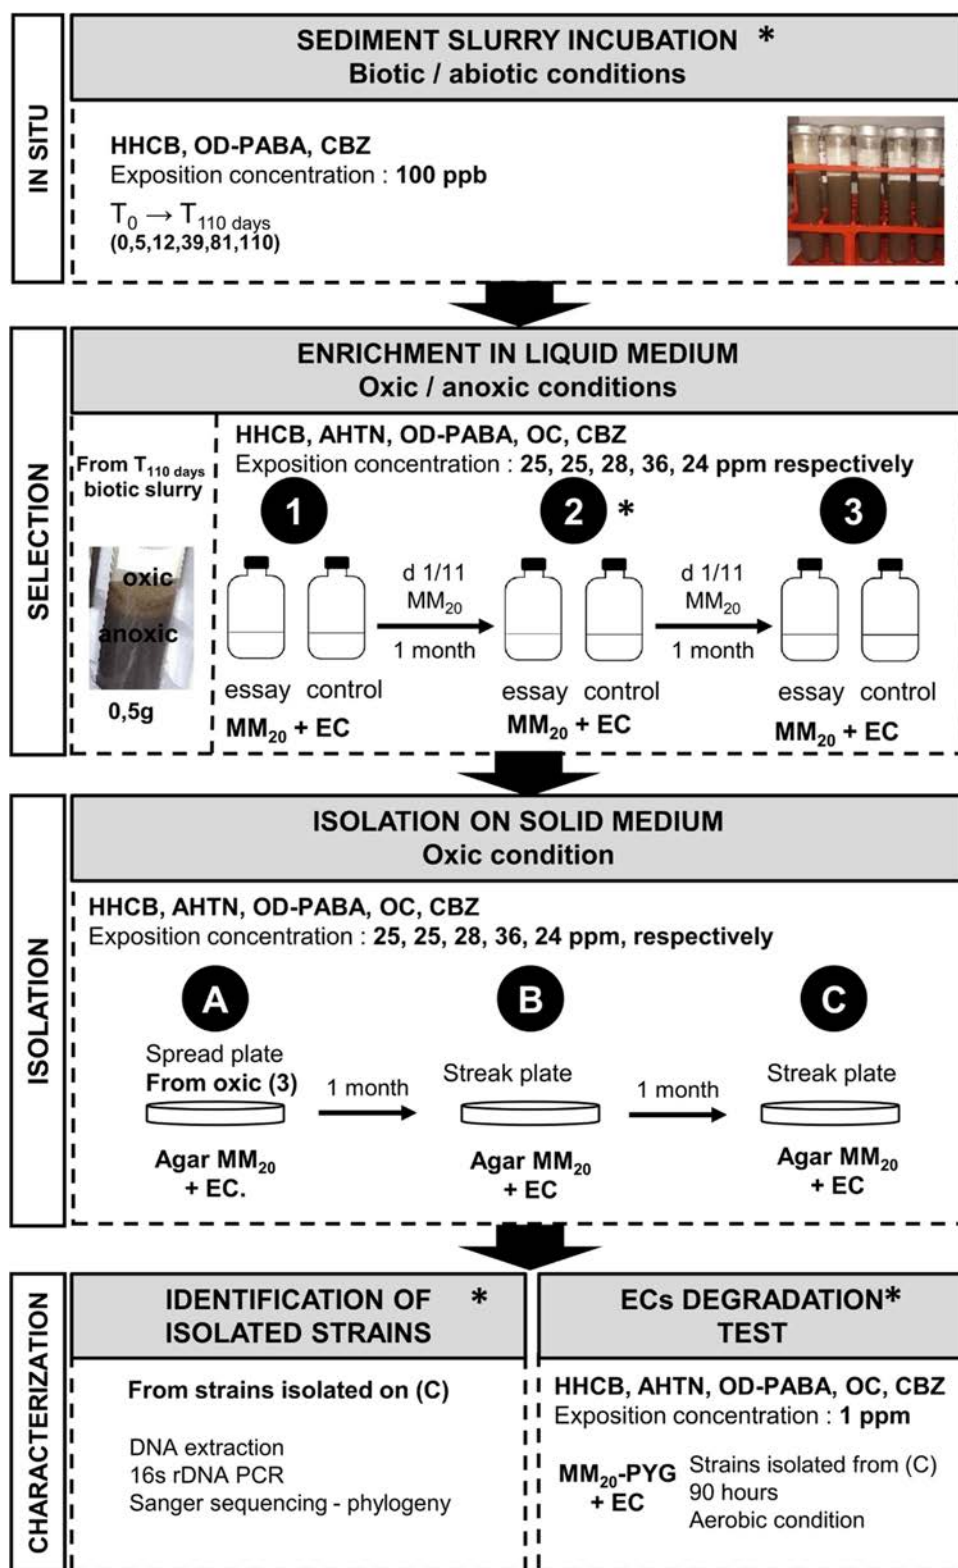 IN SITU
SEDIMENT SLURRY INCUBATION *
Biotic / abiotic conditions
HHCB, OD-PABA, CBZ
Exposition concentration : 100 ppb
T0 → T110 days
(0,5,12,39,81,110)
SELECTION
ENRICHMENT IN LIQUID MEDIUM
Oxic / anoxic conditions
From T110 days
biotic slurry
oxic
anoxic
0,5g
HHCB, AHTN, OD-PABA, OC, CBZ
Exposition concentration : 25, 25, 28, 36, 24 ppm respectively
1
2 *
3
d 1/11
MM20
1 month
d 1/11
MM20
1 month
essay control
essay control
essay control
MM20 + EC
MM20 + EC
MM20 + EC
ISOLATION
ISOLATION ON SOLID MEDIUM
Oxic condition
HHCB, AHTN, OD-PABA, OC, CBZ
Exposition concentration : 25, 25, 28, 36, 24 ppm, respectively
A
B
C
Spread plate
From oxic (3)
1 month
Streak plate
1 month
Streak plate
Agar MM20
+ EC.
Agar MM20
+ EC
Agar MM20
+ EC
CHARACTERIZATION
IDENTIFICATION OF *
ISOLATED STRAINS
From strains isolated on (C)
DNA extraction
16s rDNA PCR
Sanger sequencing - phylogeny
ECs DEGRADATION*
TEST
HHCB, AHTN, OD-PABA, OC, CBZ
Exposition concentration : 1 ppm
MM20-PYG
+ EC
Strains isolated from (C)
90 hours
Aerobic condition